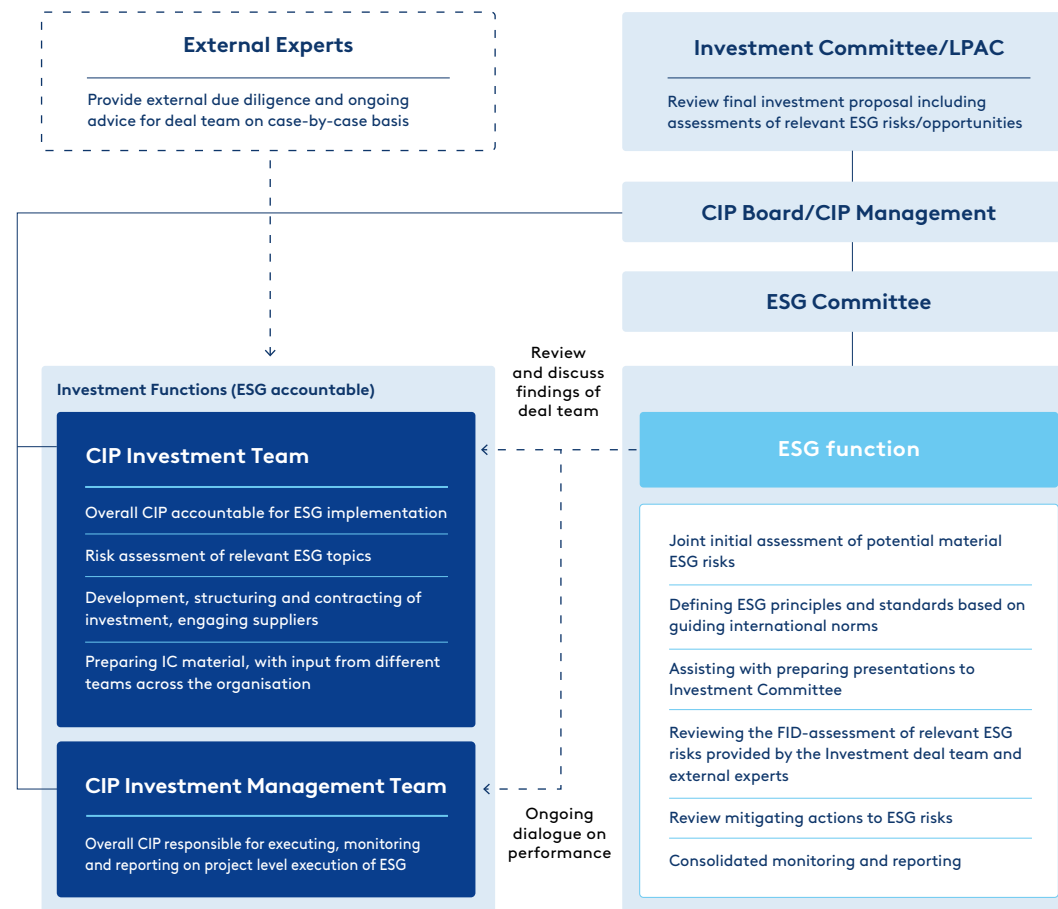 External Experts
Provide external due diligence and ongoing
advice for deal team on case-by-case basis
Investment Committee/LPAC
Review final investment proposal including
assessments of relevant ESG risks/opportunities
CIP Board/CIP Management
ESG Committee
Review
and discuss
findings of
deal team
Investment Functions (ESG accountable)
CIP Investment Team
Overall CIP accountable for ESG implementation
Risk assessment of relevant ESG topics
Development, structuring and contracting of
investment, engaging suppliers
Preparing IC material, with input from different
teams across the organisation
CIP Investment Management Team
Overall CIP responsible for executing, monitoring
and reporting on project level execution of ESG
Ongoing
dialogue on
performance
ESG function
Joint initial assessment of potential material
ESG risks
Defining ESG principles and standards based on
guiding international norms
Assisting with preparing presentations to
Investment Committee
Reviewing the FID-assessment of relevant ESG
risks provided by the Investment deal team and
external experts
Review mitigating actions to ESG risks
Consolidated monitoring and reporting